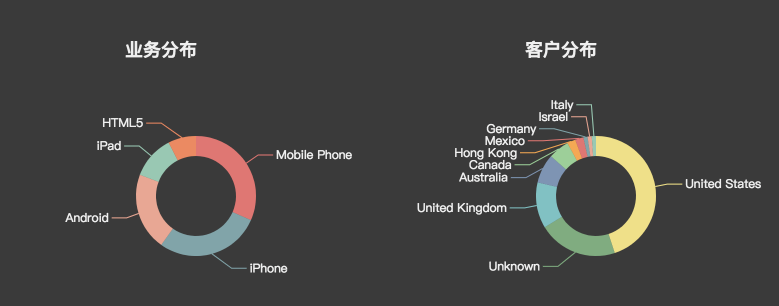 业务分布
HTML5
iPad
Mobile Phone
Android
iPhone
客户分布
Italy
Israel
Germany
Mexico
Hong Kong
Canada
Australia
United States
United Kingdom
Unknown